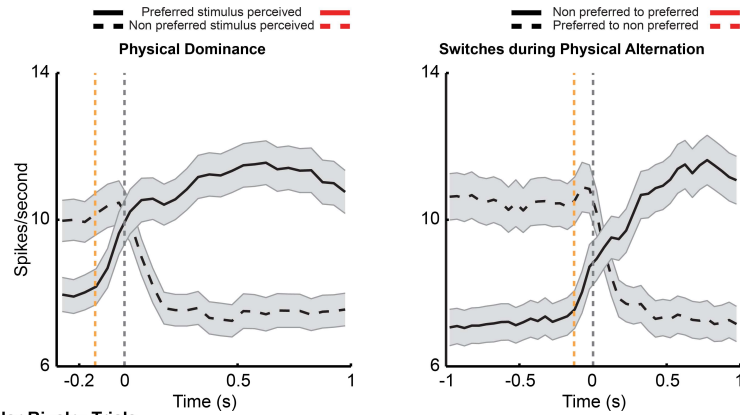 Preferred stimulus perceived
Non preferred stimulus perceived
Physical Dominance
Non preferred to preferred
Preferred to non preferred
Switches during Physical Alternation
Spikes/second
14
10
6
-0.2 0 0.5 1
Time (s)
14
10
6
-1 -0.5 0 0.5 1
Time (s)